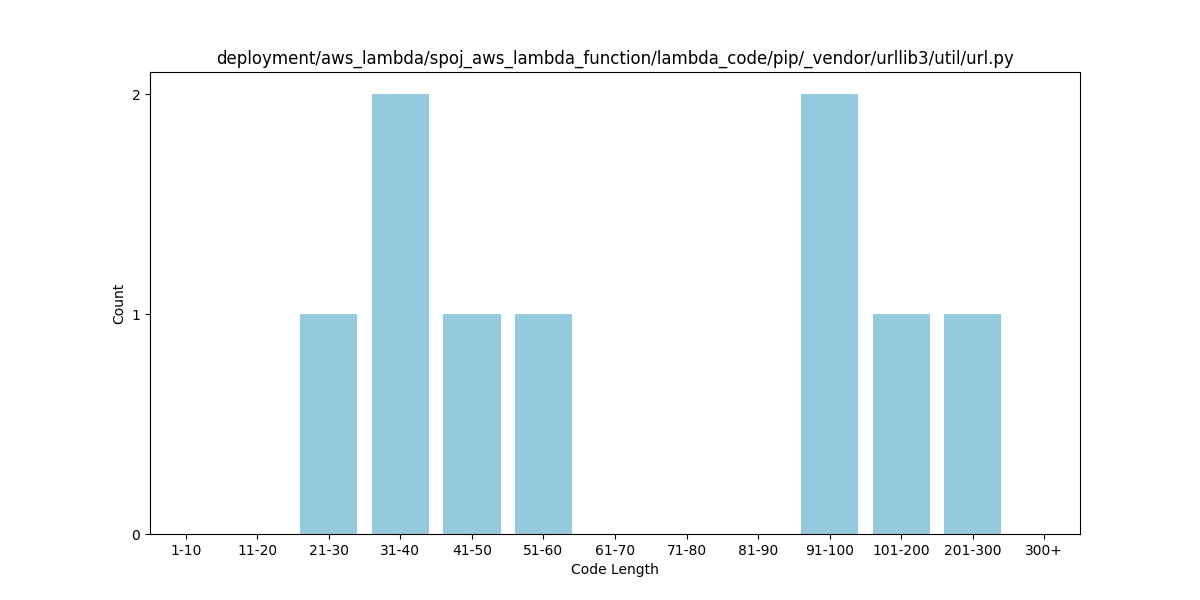 deployment/aws_lambda/spoj_aws_lambda_function/lambda_code/pip/_vendor/urllib3/util/url.py
2
1
0
Count
1-10 11-20 21-30 31-40 41-50 51-60 61-70 71-80 81-90 91-100 101-200 201-300 300+
Code Length